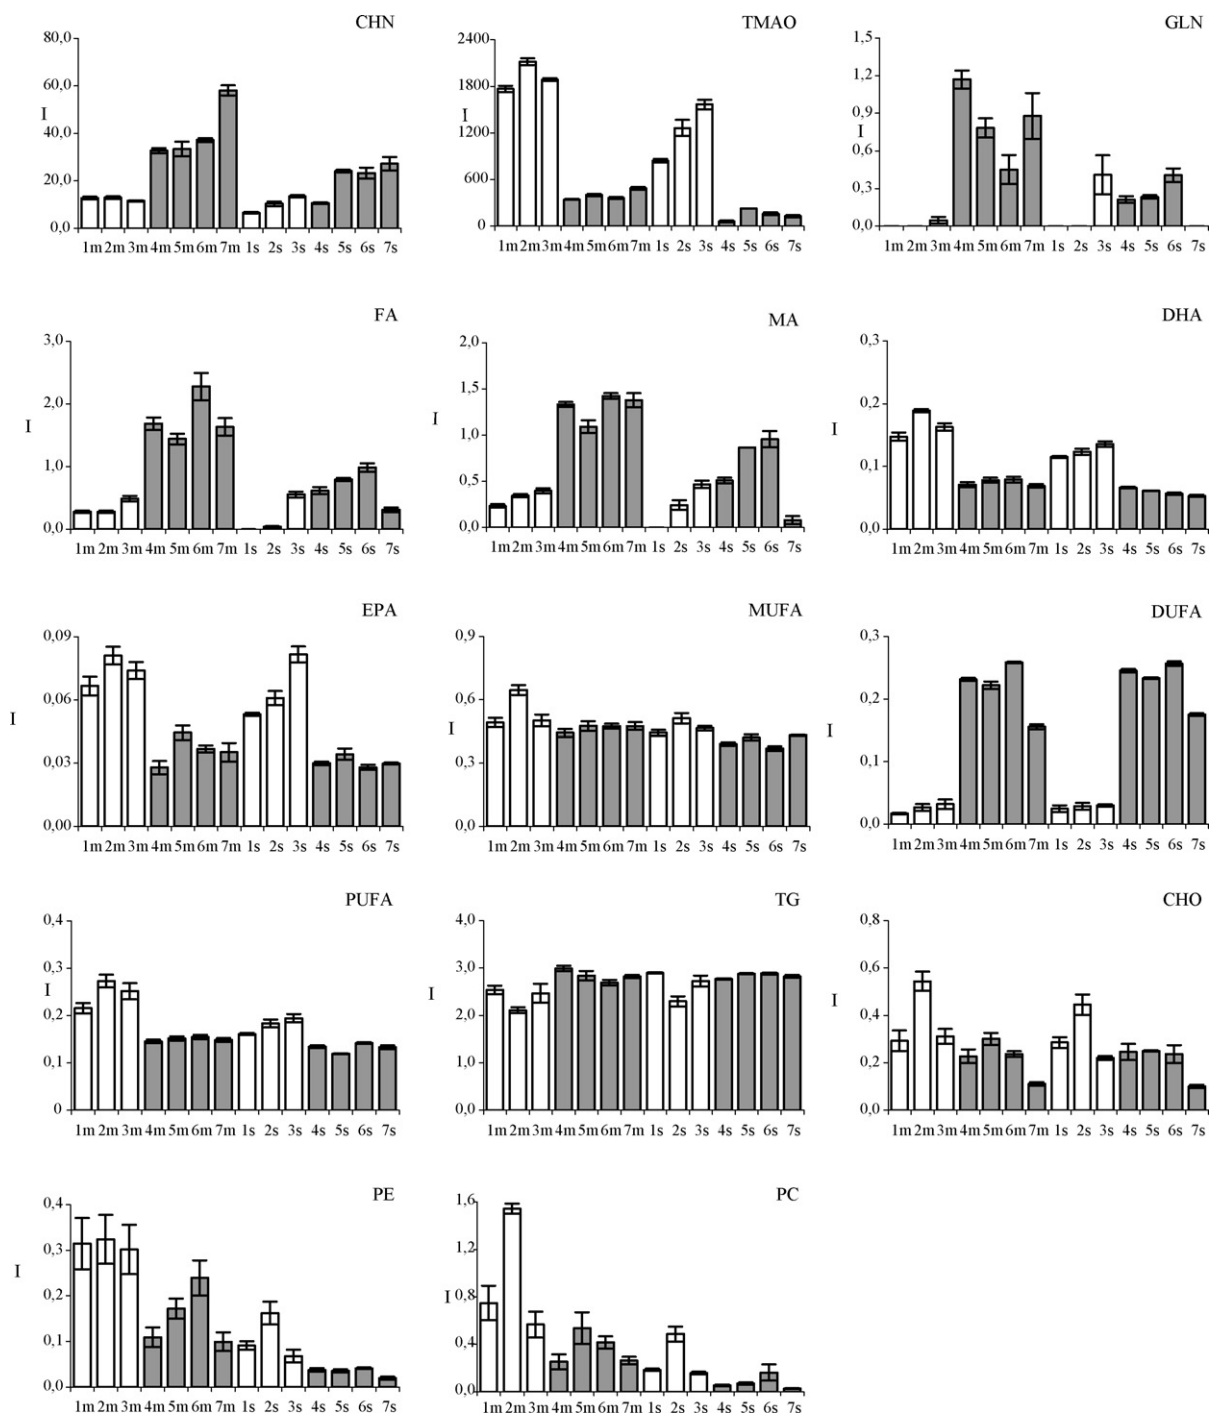 CHN
80,0
60,0
I
40,0
20,0
0,0
1m 2m 3m 4m 5m 6m 7m 1s 2s 3s 4s 5s 6s 7s
TMAO
2400
1800
I
1200
600
0
1m 2m 3m 4m 5m 6m 7m 1s 2s 3s 4s 5s 6s 7s
GLN
1,5
1,2
0,9
I
0,6
0,3
0,0
1m 2m 3m 4m 5m 6m 7m 1s 2s 3s 4s 5s 6s 7s
FA
3,0
2,0
I
1,0
0,0
1m 2m 3m 4m 5m 6m 7m 1s 2s 3s 4s 5s 6s 7s
MA
2,0
1,5
I
1,0
0,5
0,0
1m 2m 3m 4m 5m 6m 7m 1s 2s 3s 4s 5s 6s 7s
DHA
0,3
0,2
I
0,1
0,0
1m 2m 3m 4m 5m 6m 7m 1s 2s 3s 4s 5s 6s 7s
EPA
0,09
0,06
I
0,03
0,00
1m 2m 3m 4m 5m 6m 7m 1s 2s 3s 4s 5s 6s 7s
MUFA
0,9
0,6
I
0,3
0,0
1m 2m 3m 4m 5m 6m 7m 1s 2s 3s 4s 5s 6s 7s
DUFA
0,3
0,2
I
0,1
0,0
1m 2m 3m 4m 5m 6m 7m 1s 2s 3s 4s 5s 6s 7s
PUFA
0,4
0,3
I
0,2
0,1
0
1m 2m 3m 4m 5m 6m 7m 1s 2s 3s 4s 5s 6s 7s
TG
4,0
3,0
I
2,0
1,0
0,0
1m 2m 3m 4m 5m 6m 7m 1s 2s 3s 4s 5s 6s 7s
CHO
0,8
0,6
I
0,4
0,2
0,0
1m 2m 3m 4m 5m 6m 7m 1s 2s 3s 4s 5s 6s 7s
PE
0,4
0,3
I
0,2
0,1
0,0
1m 2m 3m 4m 5m 6m 7m 1s 2s 3s 4s 5s 6s 7s
PC
1,6
1,2
0,8
I
0,4
0,0
1m 2m 3m 4m 5m 6m 7m 1s 2s 3s 4s 5s 6s 7s